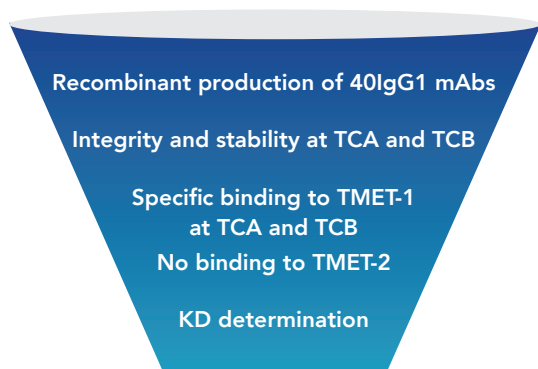 Recombinant production of 40IgG1 mAbs
Integrity and stability at TCA and TCB
Specific binding to TMET-1
at TCA and TCB
No binding to TMET-2
KD determination